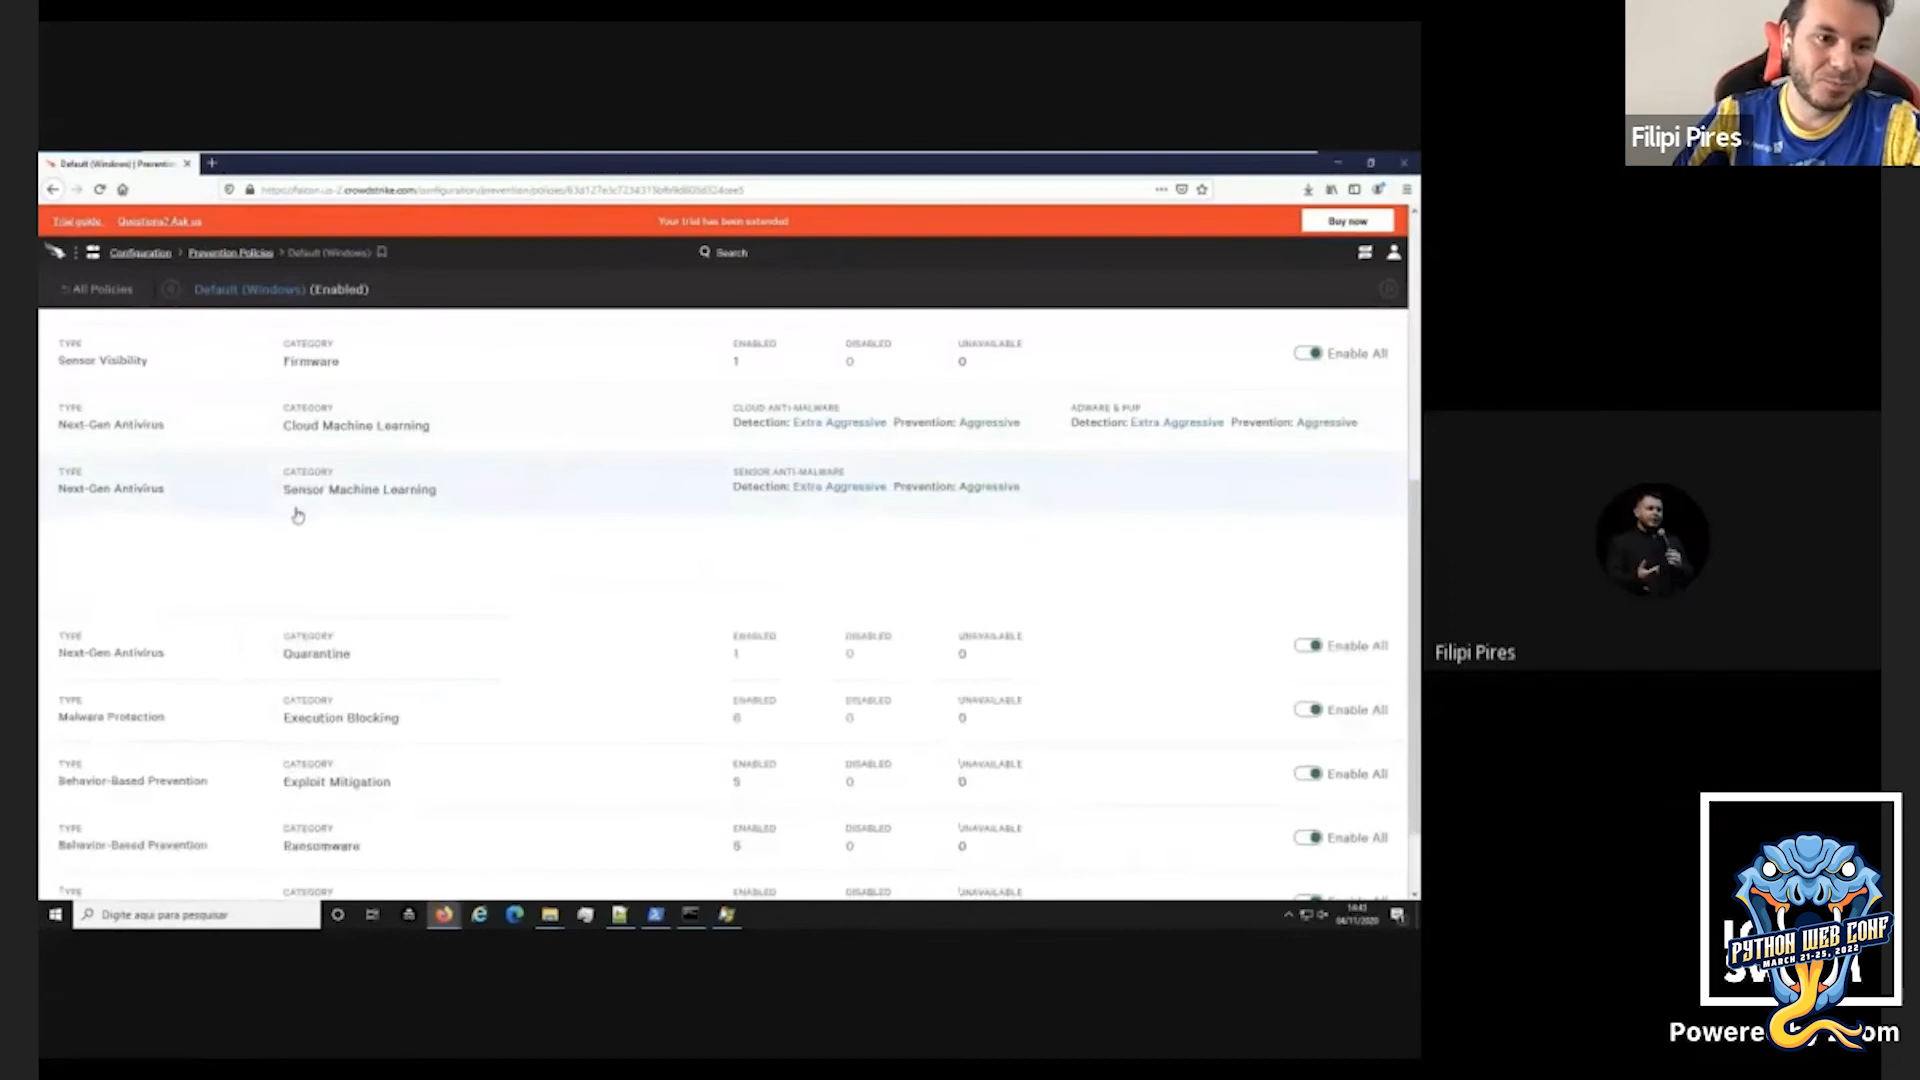 Filipi Pires
Default (Windows) | Preventio
Trial guide. Questions? Ask us
Your trial has been extended
Buy now
Configuration > Prevention Policies > Default (Windows)
Search
All Policies
Default (Windows) (Enabled)
TYPE CATEGORY ENABLED DISABLED UNAVAILABLE
Sensor Visibility Firmware 1 0 0 Enable All
TYPE CATEGORY CLOUD ANTI-MALWARE ADWARE & PUP
Next-Gen Antivirus Cloud Machine Learning Detection: Extra Aggressive Prevention: Aggressive Detection: Extra Aggressive Prevention: Aggressive
TYPE CATEGORY SENSOR ANTI-MALWARE
Next-Gen Antivirus Sensor Machine Learning Detection: Extra Aggressive Prevention: Aggressive
TYPE CATEGORY ENABLED DISABLED UNAVAILABLE
Next-Gen Antivirus Quarantine 1 0 0 Enable All
TYPE CATEGORY ENABLED DISABLED UNAVAILABLE
Malware Protection Execution Blocking 6 0 0 Enable All
TYPE CATEGORY ENABLED DISABLED UNAVAILABLE
Behavior-Based Prevention Exploit Mitigation 0 0 Enable All
TYPE CATEGORY ENABLED DISABLED UNAVAILABLE
Behavior-Based Prevention Ransomware 0 0 Enable All
TYPE CATEGORY ENABLED DISABLED UNAVAILABLE
Digite aqui para pesquisar
14:43
04/11/2020
Filipi Pires
PYTHON WEB CONF
MARCH 21-25, 2022